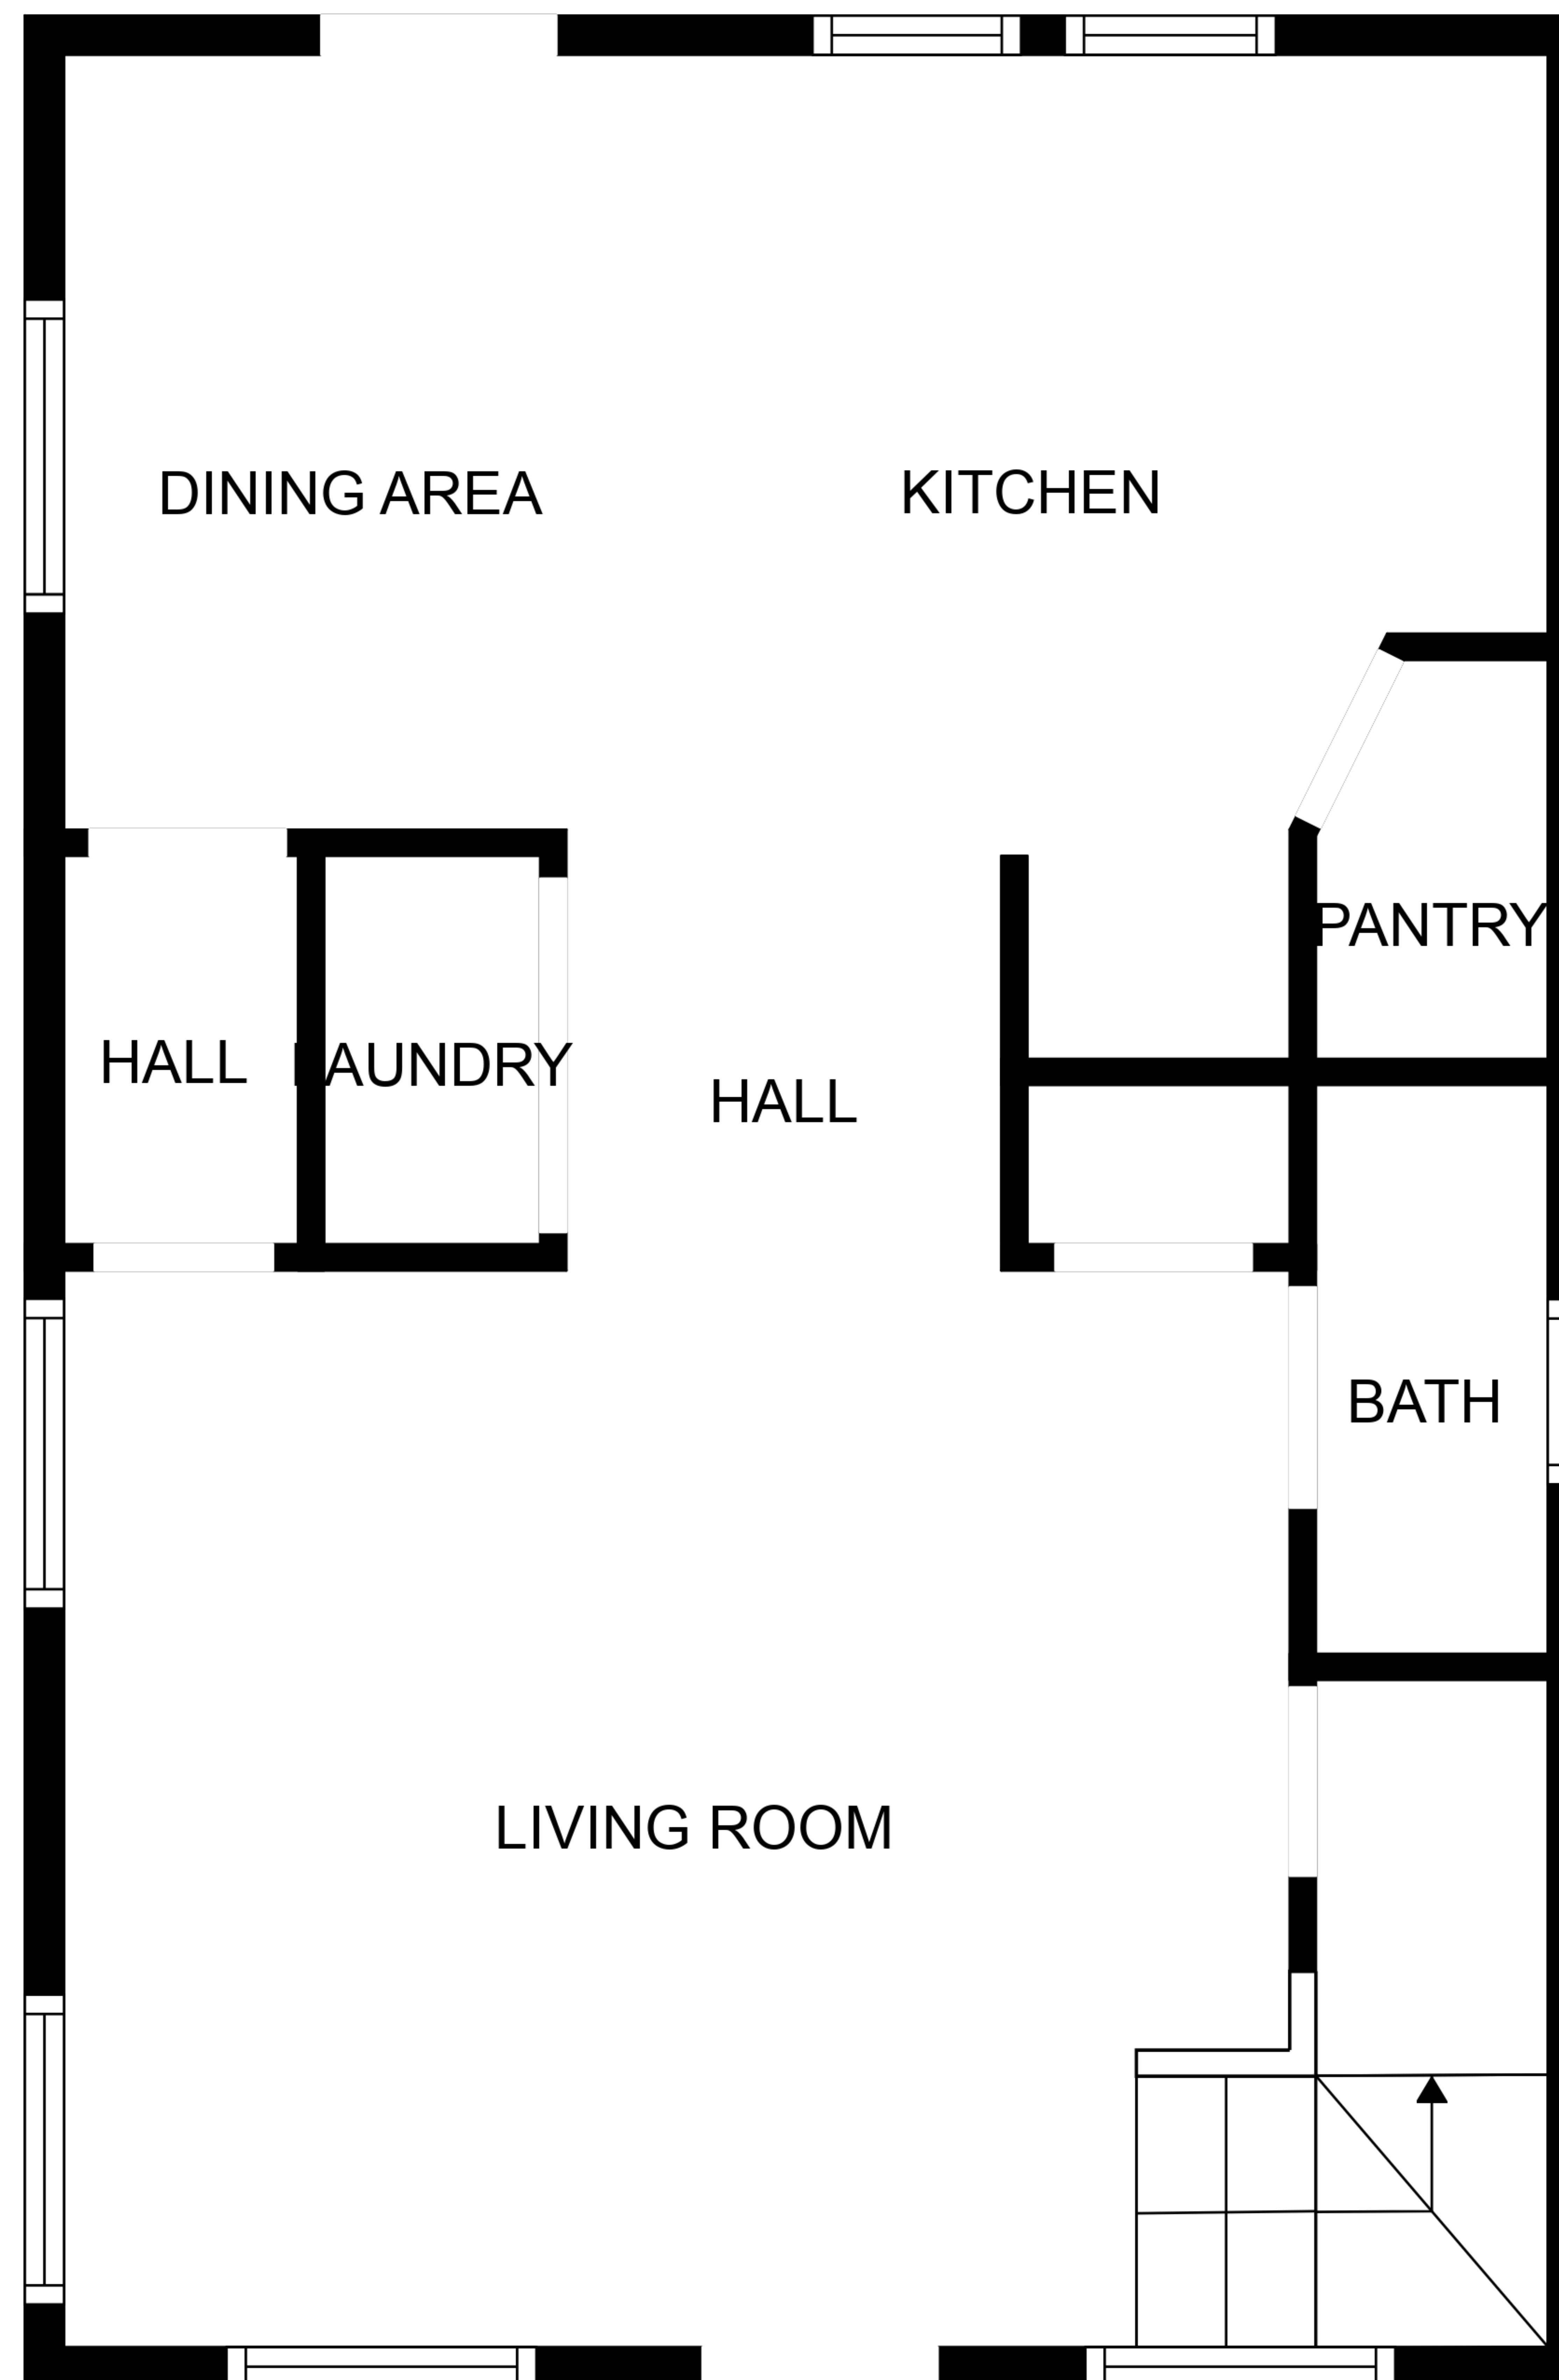 DINING AREA
KITCHEN
PANTRY
HALL
LAUNDRY
HALL
BATH
LIVING ROOM